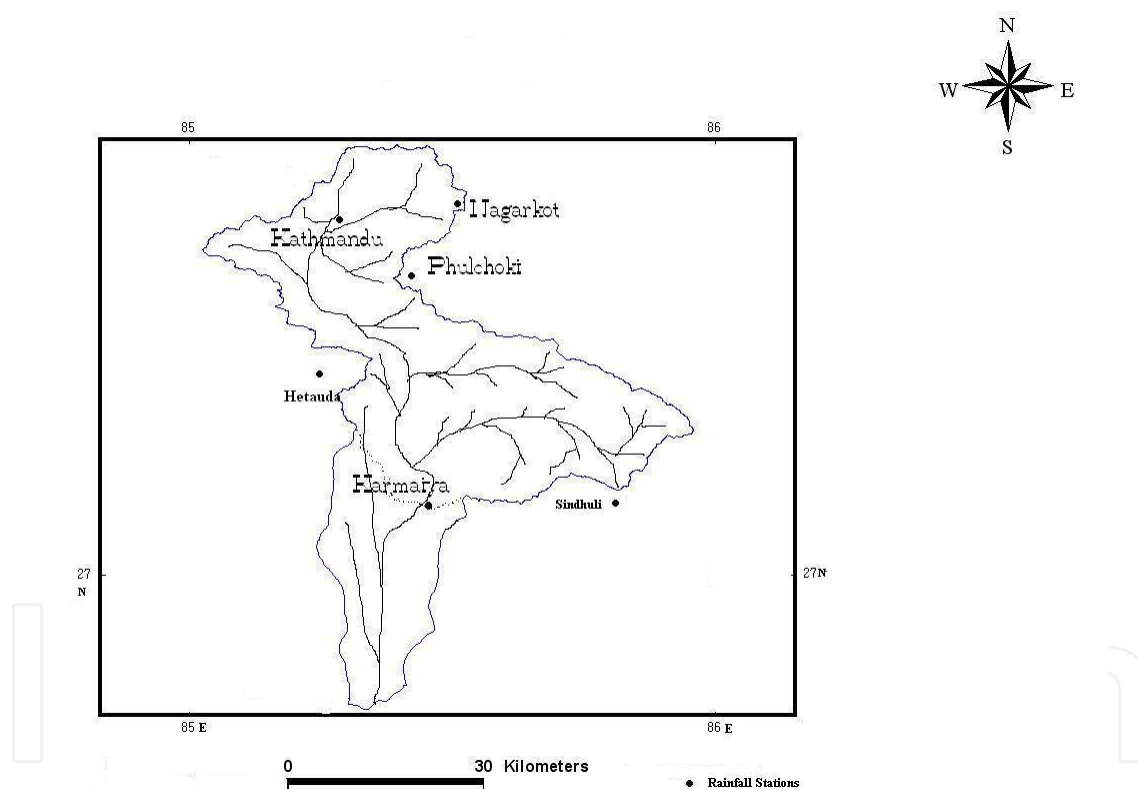 N
W E
S
85 86
Nagarkot
Kathmandu
Phulchoki
Hetauda
Karmaiya
Sindhuli
27
N
27N
85 E 86 E
0 30 Kilometers
Rainfall Stations